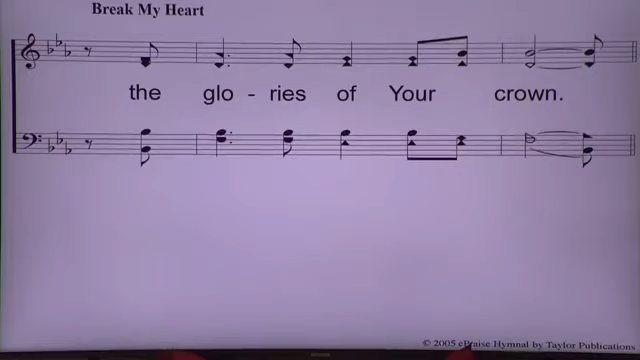 Break My Heart
the glo - ries of Your crown.
© 2005 ePraise Hymnal by Taylor Publications